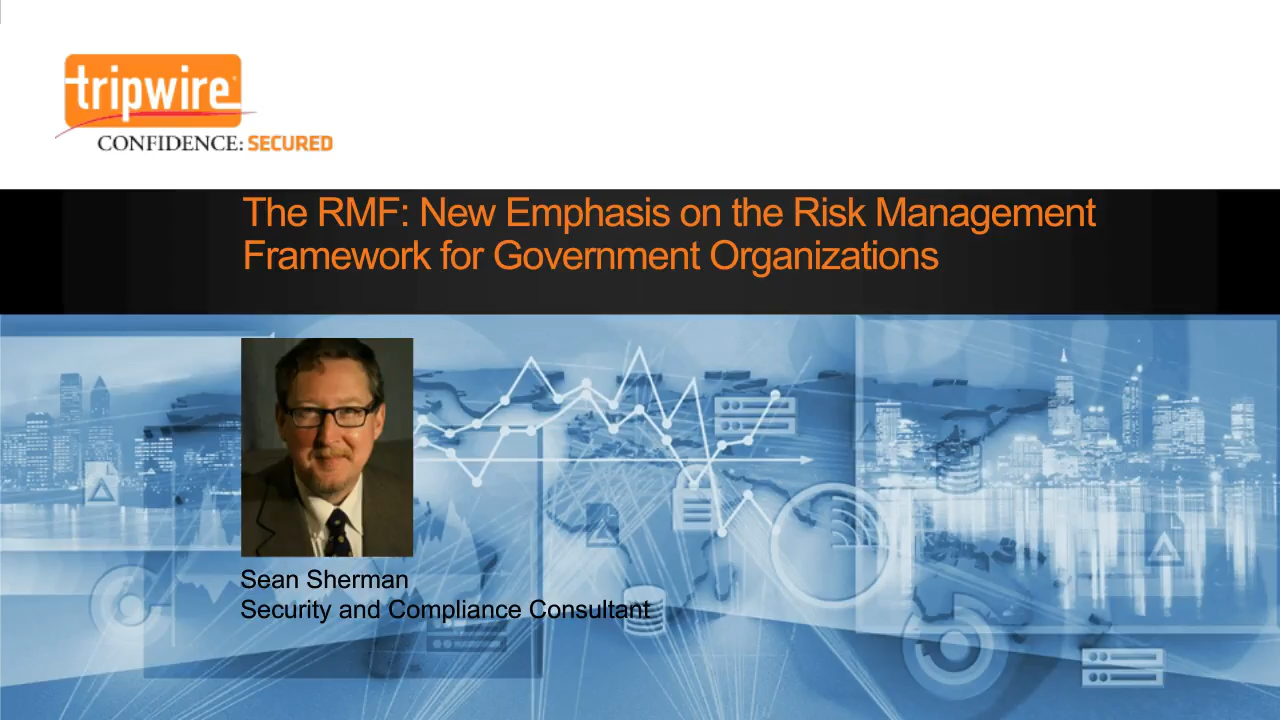 tripwire
CONFIDENCE: SECURED
The RMF: New Emphasis on the Risk Management
Framework for Government Organizations
Sean Sherman
Security and Compliance Consultant